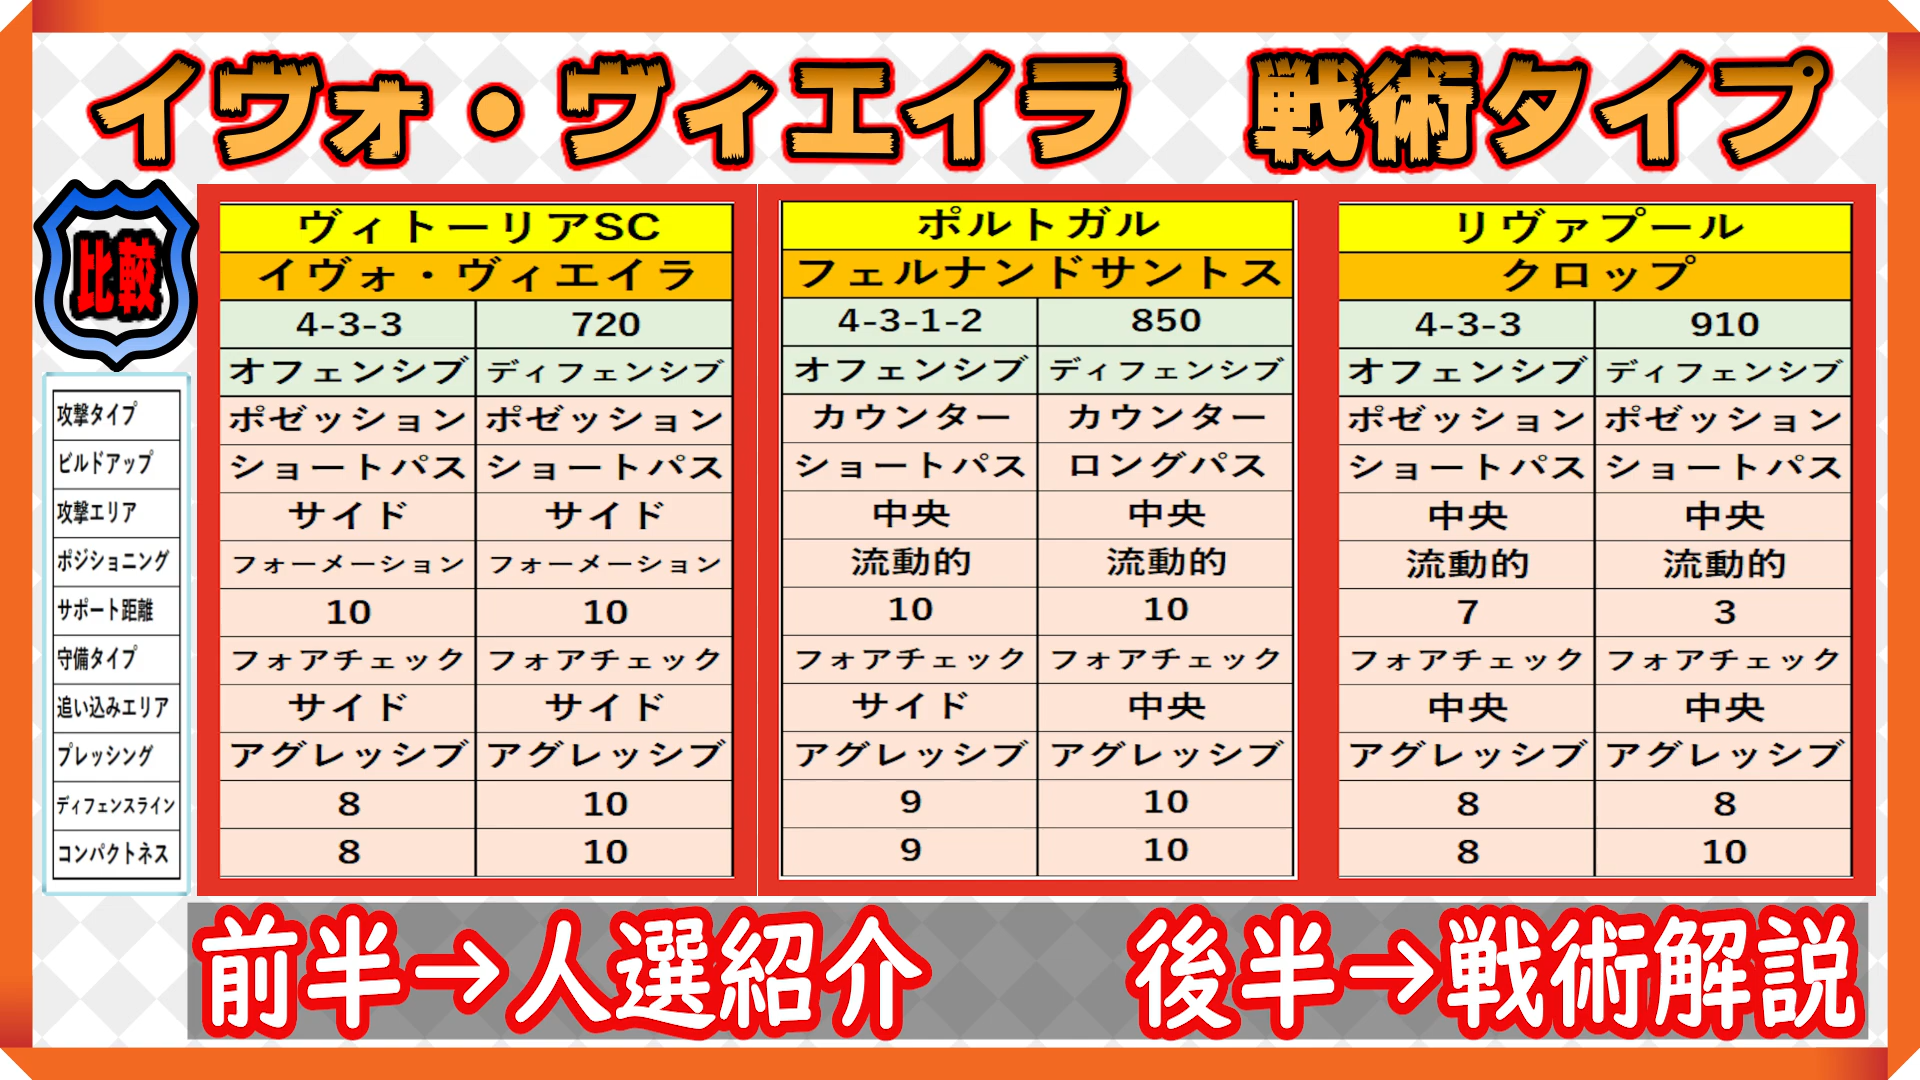 イヴォ・ヴィエイラ 戦術タイプ
比較
攻撃タイプ
ビルドアップ
攻撃エリア
ポジショニング
サポート距離
守備タイプ
追い込みエリア
プレッシング
ディフェンスライン
コンパクトネス
ヴィトーリアSC
イヴォ・ヴィエイラ
4-3-3 720
オフェンシブ ディフェンシブ
ポゼッション ポゼッション
ショートパス ショートパス
サイド サイド
フォーメーション フォーメーション
10 10
フォアチェック フォアチェック
サイド サイド
アグレッシブ アグレッシブ
8 10
8 10
ポルトガル
フェルナンドサントス
4-3-1-2 850
オフェンシブ ディフェンシブ
カウンター カウンター
ショートパス ロングパス
中央 中央
流動的 流動的
10 10
フォアチェック フォアチェック
サイド 中央
アグレッシブ アグレッシブ
9 10
9 10
リヴァプール
クロップ
4-3-3 910
オフェンシブ ディフェンシブ
ポゼッション ポゼッション
ショートパス ショートパス
中央 中央
流動的 流動的
7 3
フォアチェック フォアチェック
中央 中央
アグレッシブ アグレッシブ
8 8
8 10
前半→人選紹介 後半→戦術解説